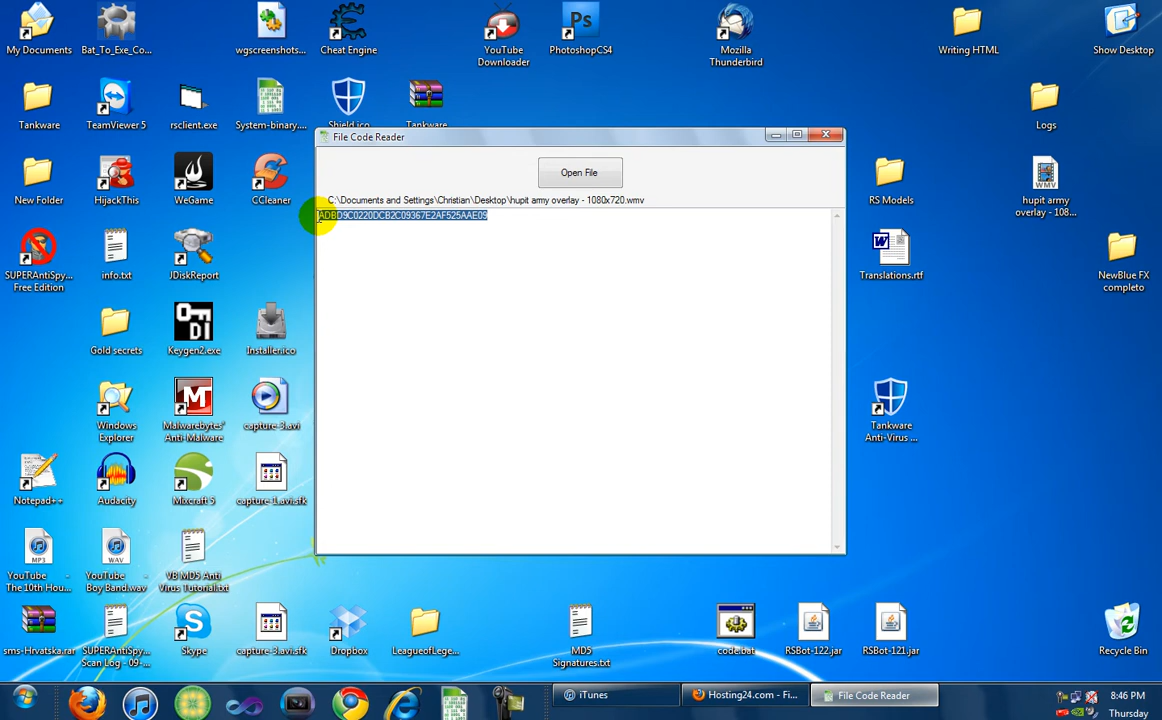 My Documents
Bat_To_Exe_Co...
wgscreenshots...
Cheat Engine
YouTube
Downloader
PhotoshopCS4
Mozilla
Thunderbird
Writing HTML
Show Desktop
Tankware
TeamViewer 5
rsclient.exe
System-binary....
Shield.ico
Tankware
Logs
File Code Reader
Open File
C:\Documents and Settings\Christian\Desktop\hupit army overlay - 1080x720.wmv
ADBD9C0220DCB2C09367E2AF525AAE09
New Folder
HijackThis
WeGame
CCleaner
RS Models
WMV
hupit army
overlay - 108...
SUPERAntiSpy...
Free Edition
info.txt
JDiskReport
Translations.rtf
NewBlue FX
completo
Gold secrets
Keygen2.exe
Installer.ico
Windows
Explorer
Malwarebytes'
Anti-Malware
capture-3.avi
Tankware
Anti-Virus ...
Notepad++
Audacity
Mixcraft 5
capture-1.avi.sfk
MP3
WAV
YouTube -
The 10th Hou...
YouTube -
Boy Band.wav
VB MD5 Anti
Virus Tutorial.txt
sms-Hrvatska.rar
SUPERAntiSpy...
Scan Log - 09-...
Skype
capture-3.avi.sfk
Dropbox
LeagueofLege...
MD5
Signatures.txt
code.bat
RSBot-122.jar
RSBot-121.jar
Recycle Bin
iTunes
Hosting24.com - Fi...
File Code Reader
8:46 PM
Thursday